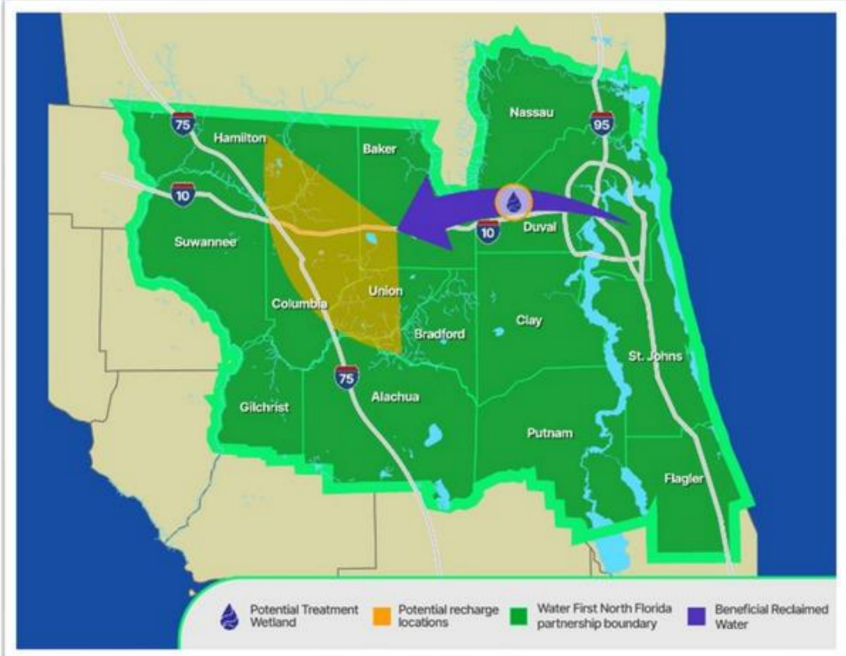 Nassau
95
75
Hamilton
Baker
10
10
Duval
Suwannee
Union
Columbia
Bradford
Clay
St. Johns
75
Alachua
Gilchrist
Putnam
Flagler
Potential Treatment
Wetland
Potential recharge
locations
Water First North Florida
partnership boundary
Beneficial Reclaimed
Water